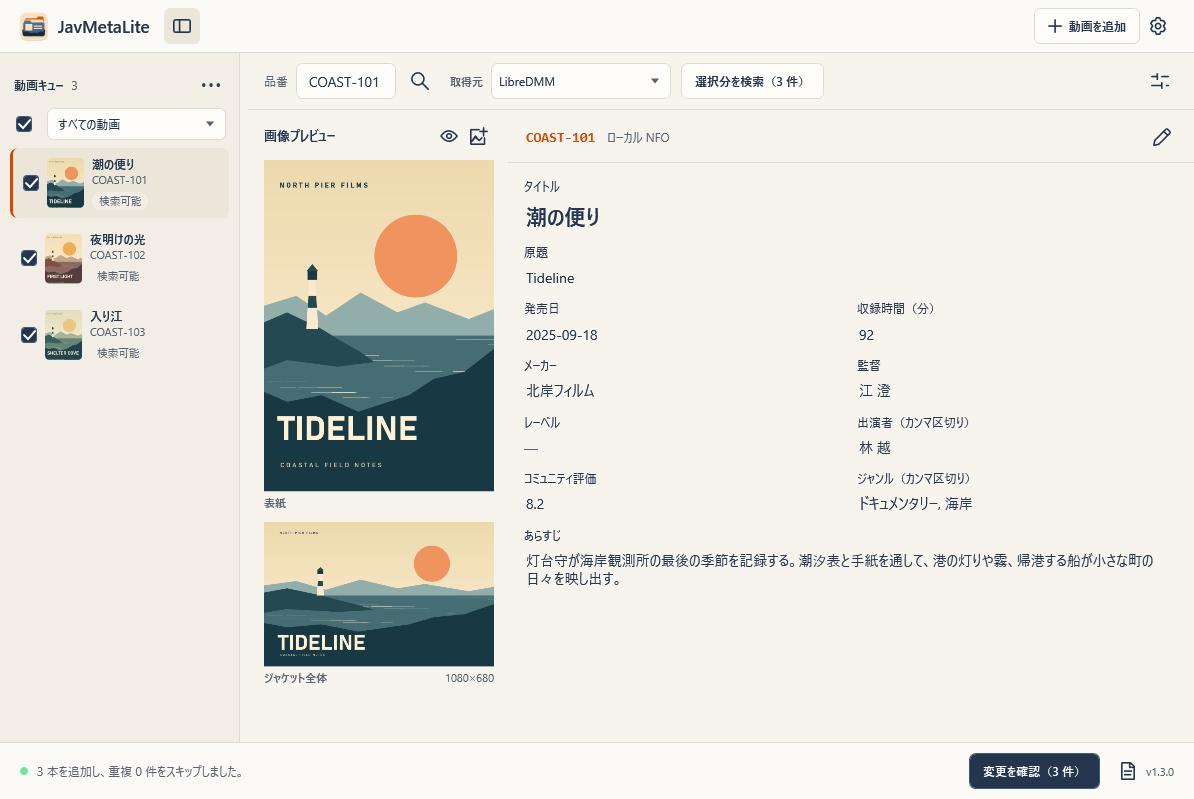 JavMetaLite
動画を追加
動画キュー 3
すべての動画
潮の便り
COAST-101
検索可能
夜明けの光
COAST-102
検索可能
入り江
COAST-103
検索可能
品番 COAST-101 取得元 LibreDMM 選択分を検索（3 件）
画像プレビュー
NORTH PIER FILMS
TIDELINE
COASTAL FIELD NOTES
表紙
TIDELINE
ジャケット全体 1080×680
COAST-101 ローカル NFO
タイトル
潮の便り
原題
Tideline
発売日 収録時間（分）
2025-09-18 92
メーカー 監督
北岸フィルム 江 澄
レーベル 出演者（カンマ区切り）
— 林 越
コミュニティ評価 ジャンル（カンマ区切り）
8.2 ドキュメンタリー, 海岸
あらすじ
灯台守が海岸観測所の最後の季節を記録する。潮汐表と手紙を通して、港の灯りや霧、帰港する船が小さな町の
日々を映し出す。
3 本を追加し、重複 0 件をスキップしました。
変更を確認（3 件） v1.3.0